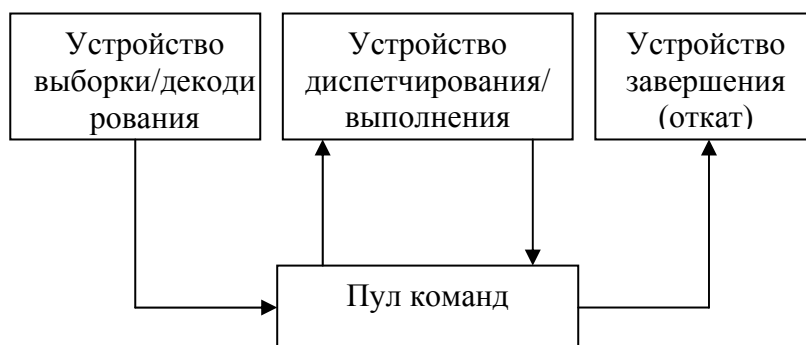 Устройство
выборки/декоди
рования
Устройство
диспетчирования/
выполнения
Устройство
завершения
(откат)
Пул команд